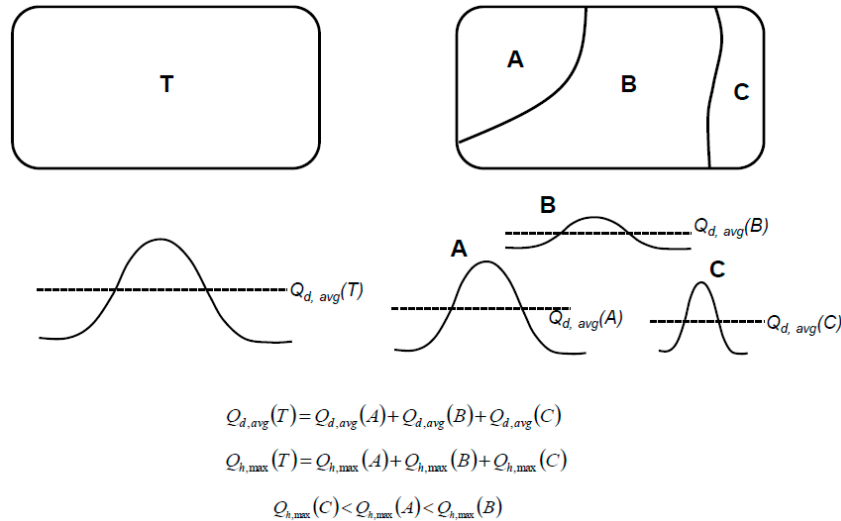 T
A
B
C
B
Q_{d, avg}(B)
A
C
Q_{d, avg}(T)
Q_{d, avg}(A)
Q_{d, avg}(C)
Q_{d,avg}(T)=Q_{d,avg}(A)+Q_{d,avg}(B)+Q_{d,avg}(C)
Q_{h,max}(T)=Q_{h,max}(A)+Q_{h,max}(B)+Q_{h,max}(C)
Q_{h,max}(C)<Q_{h,max}(A)<Q_{h,max}(B)